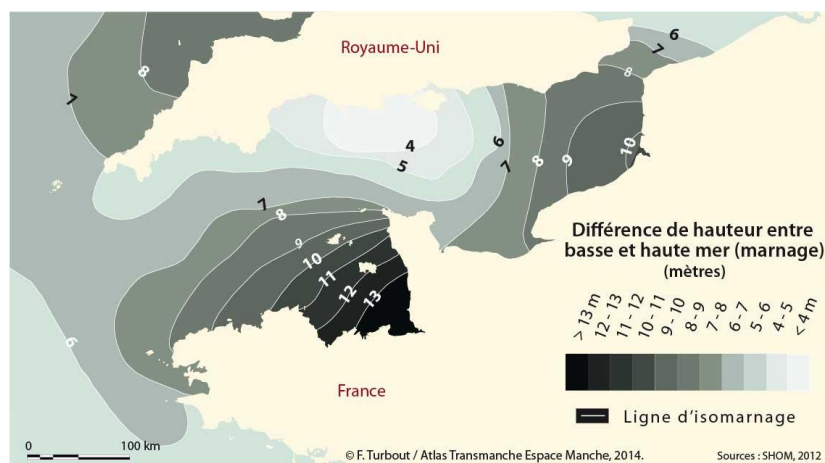 6
7
8
7
8
Royaume-Uni
4
5
6
7
8
9
10
7
8
9
10
11
12
13
6
Différence de hauteur entre
basse et haute mer (marnage)
(mètres)
> 13 m
12 - 13
11 - 12
10 - 11
9 - 10
8 - 9
7 - 8
6 - 7
5 - 6
4 - 5
< 4 m
Ligne d'isomarnage
France
0 100 km
© F. Turbout / Atlas Transmanche Espace Manche, 2014.
Sources : SHOM, 2012